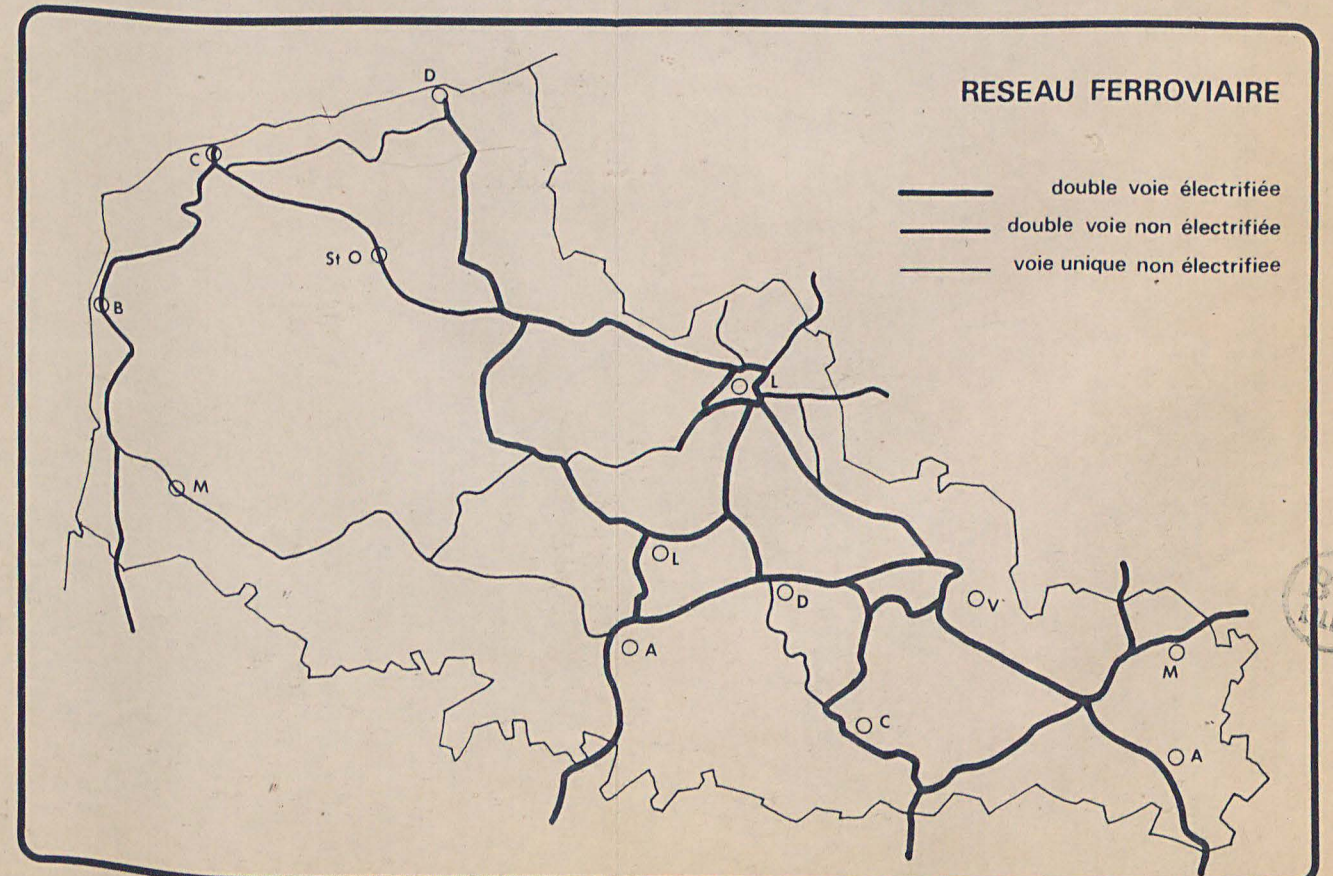 RESEAU FERROVIAIRE
double voie électrifiée
double voie non électrifiée
voie unique non électrifiee
D
C
St O
B
L
M
L
D
V
A
M
C
A